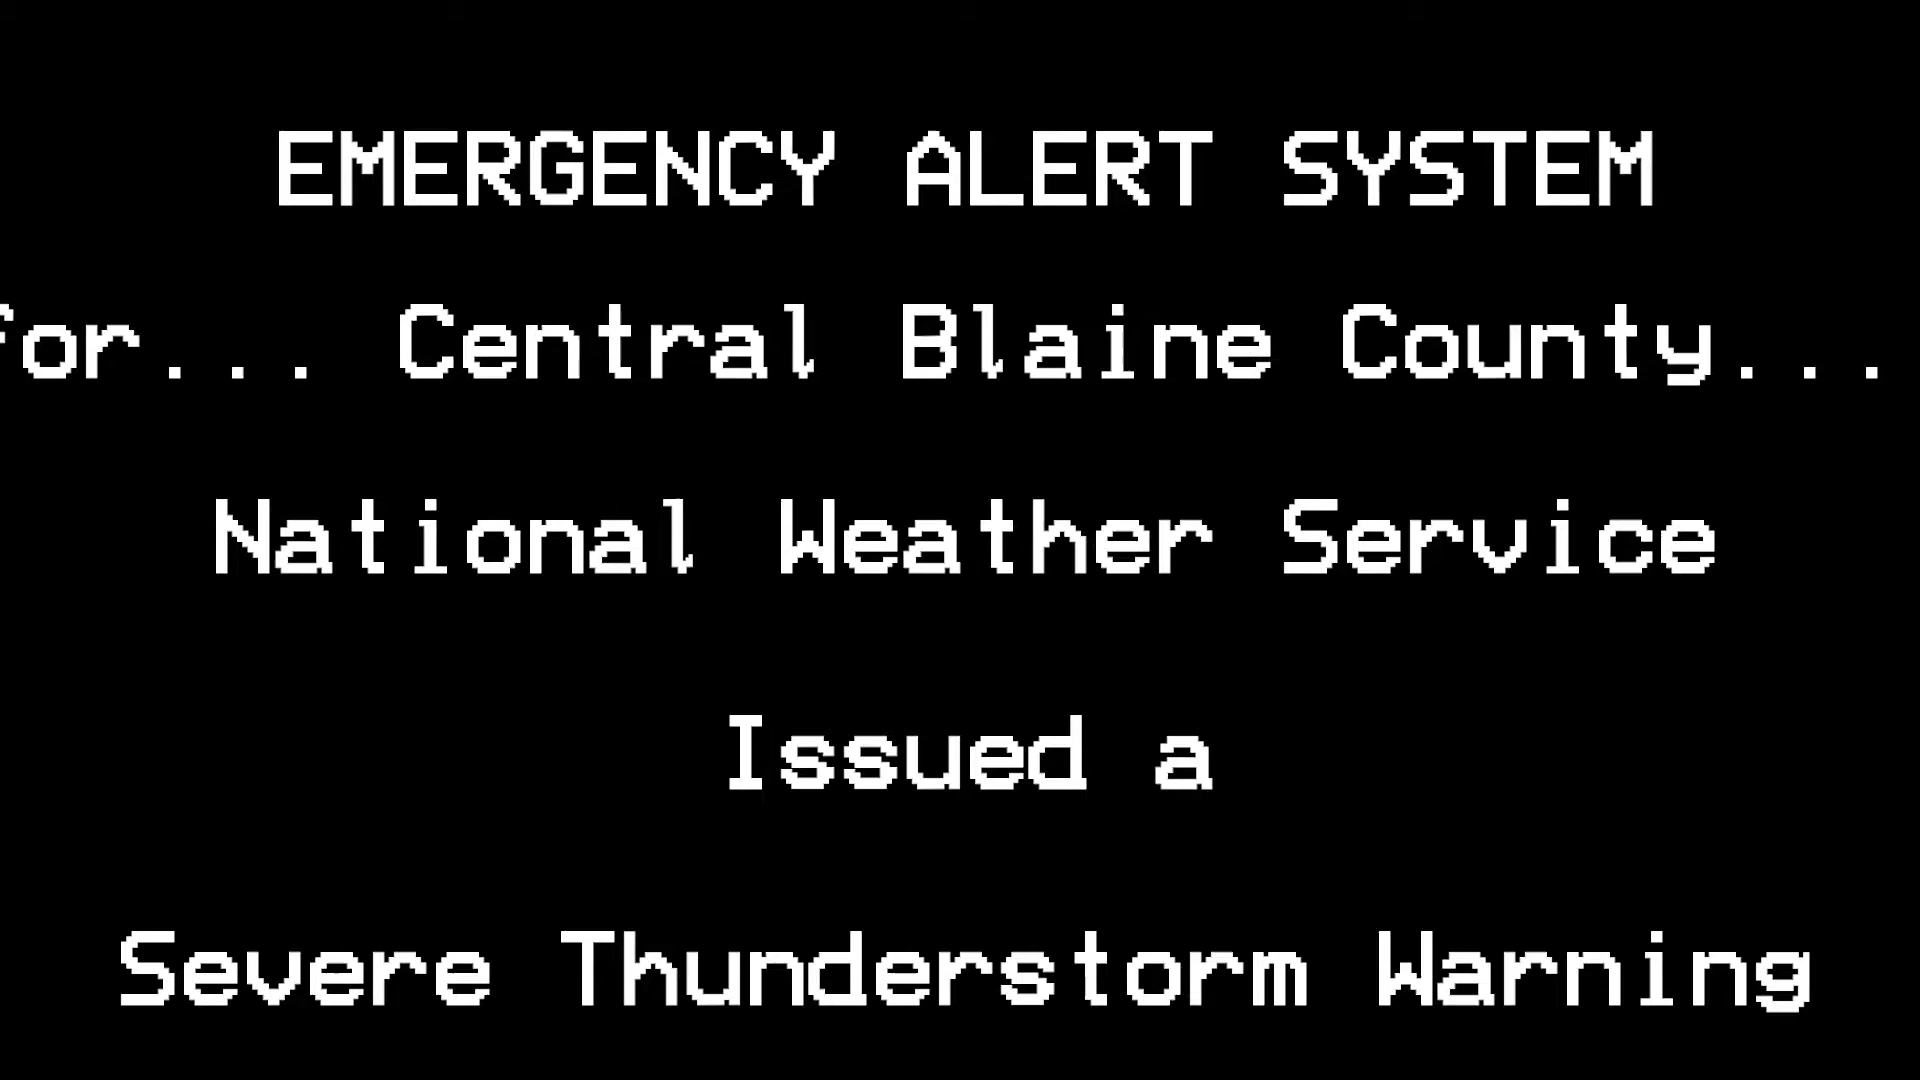 EMERGENCY ALERT SYSTEM
for... Central Blaine County...
National Weather Service
Issued a
Severe Thunderstorm Warning